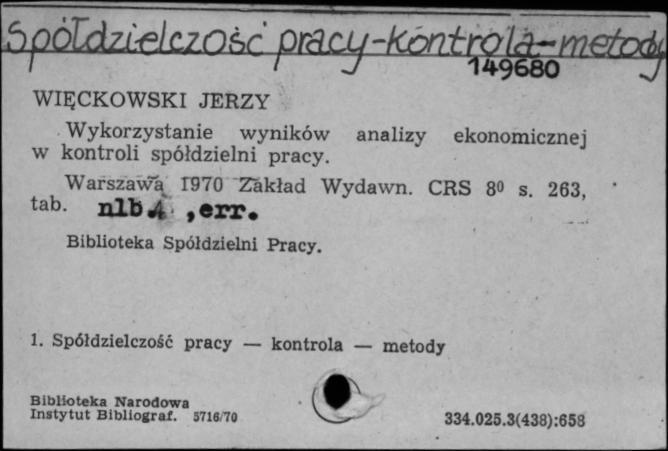 Spółdzielczość pracy-kontrola-metody
149680
WIĘCKOWSKI JERZY
Wykorzystanie wyników analizy ekonomicznej
w kontroli spółdzielni pracy.
Warszawa 1970 Zakład Wydawn. CRS 8⁰ s. 263,
tab. nlb 4 , err.
Biblioteka Spółdzielni Pracy.
1. Spółdzielczość pracy — kontrola — metody
Biblioteka Narodowa
Instytut Bibliograf. 5716/70
334.025.3(438):658